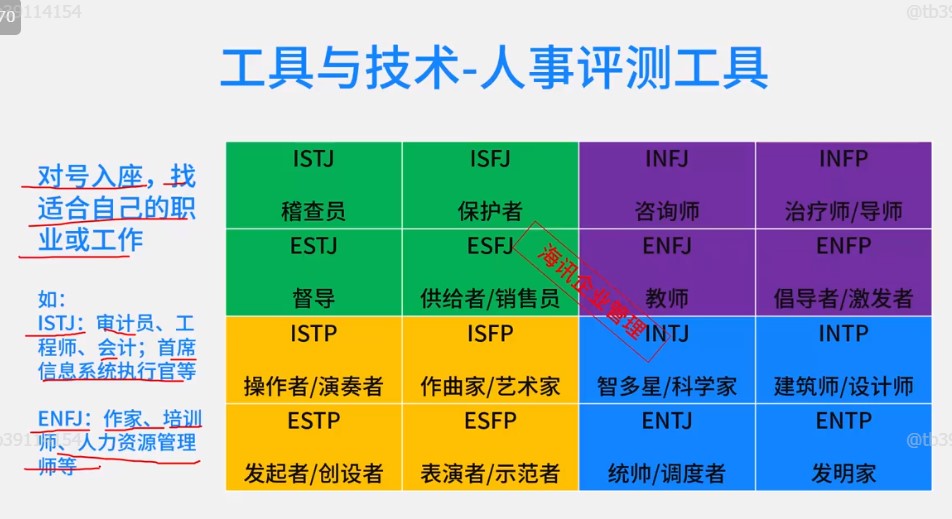 70
39114154
@tb39
工具与技术-人事评测工具
对号入座，找
适合自己的职
业或工作
如：
ISTJ：审计员、工
程师、会计；首席
信息系统执行官等
ENFJ：作家、培训
师、人力资源管理
师等
b39114154
ISTJ ISFJ INFJ INFP
稽查员 保护者 咨询师 治疗师/导师
ESTJ ESFJ ENFJ ENFP
督导 供给者/销售员 教师 倡导者/激发者
ISTP ISFP INTJ INTP
操作者/演奏者 作曲家/艺术家 智多星/科学家 建筑师/设计师
ESTP ESFP ENTJ ENTP
发起者/创设者 表演者/示范者 统帅/调度者 发明家
海讯企业管理
@tb39